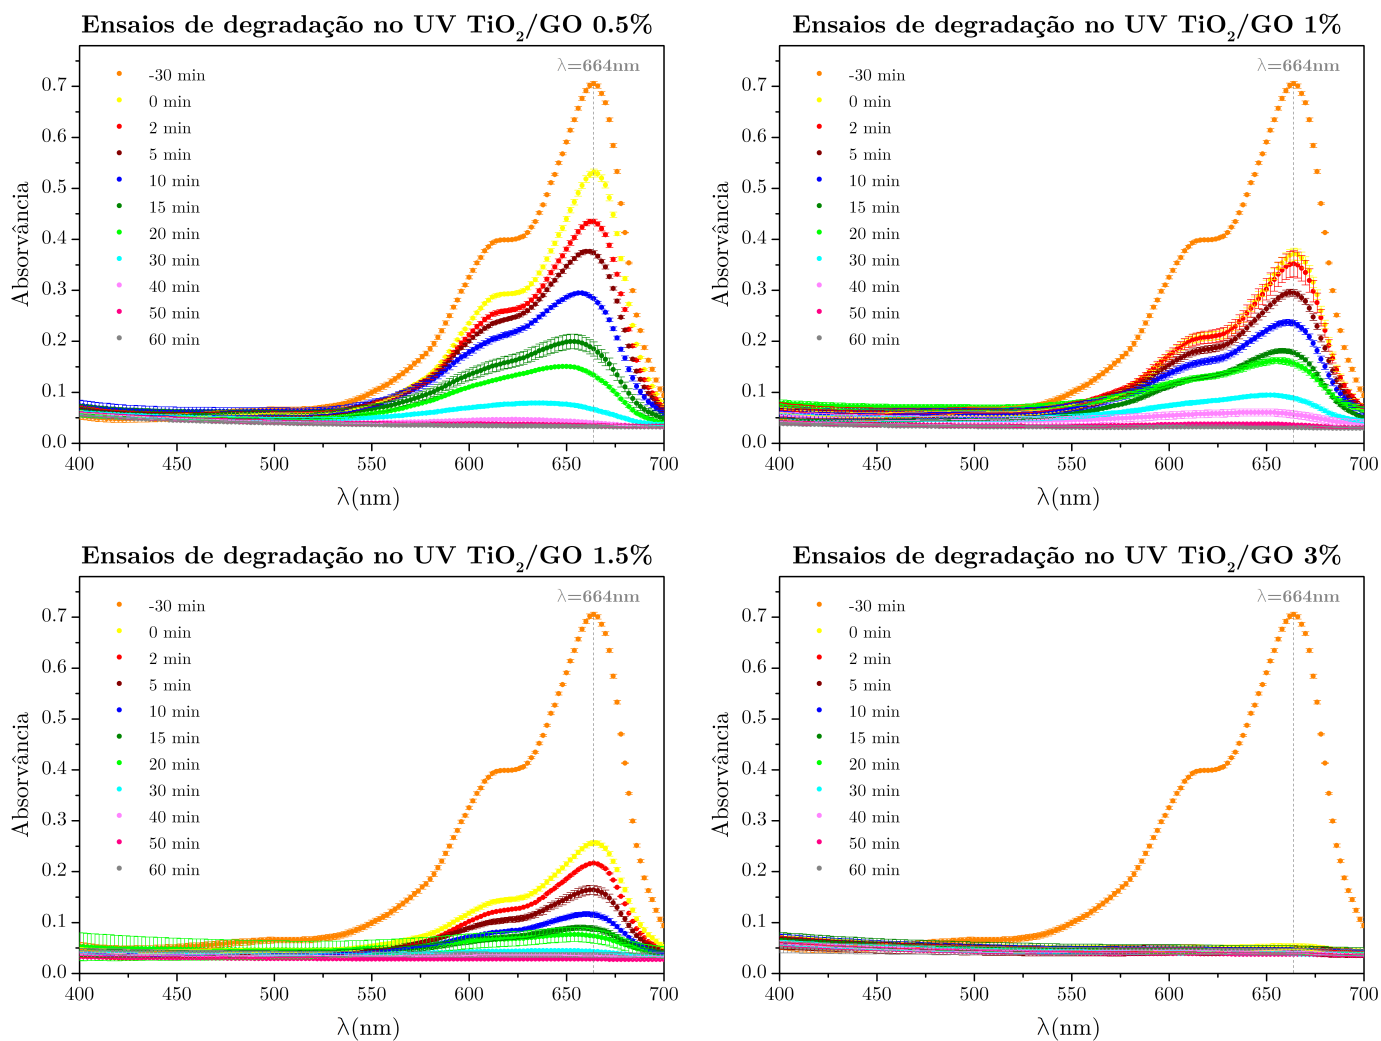 Ensaios de degradação no UV TiO2/GO 0.5%
λ=664nm
-30 min
0 min
2 min
5 min
10 min
15 min
20 min
30 min
40 min
50 min
60 min
Absorvância
0.7
0.6
0.5
0.4
0.3
0.2
0.1
0.0
400 450 500 550 600 650 700
λ(nm)
Ensaios de degradação no UV TiO2/GO 1%
λ=664nm
-30 min
0 min
2 min
5 min
10 min
15 min
20 min
30 min
40 min
50 min
60 min
Absorvância
0.7
0.6
0.5
0.4
0.3
0.2
0.1
0.0
400 450 500 550 600 650 700
λ(nm)
Ensaios de degradação no UV TiO2/GO 1.5%
λ=664nm
-30 min
0 min
2 min
5 min
10 min
15 min
20 min
30 min
40 min
50 min
60 min
Absorvância
0.7
0.6
0.5
0.4
0.3
0.2
0.1
0.0
400 450 500 550 600 650 700
λ(nm)
Ensaios de degradação no UV TiO2/GO 3%
λ=664nm
-30 min
0 min
2 min
5 min
10 min
15 min
20 min
30 min
40 min
50 min
60 min
Absorvância
0.7
0.6
0.5
0.4
0.3
0.2
0.1
0.0
400 450 500 550 600 650 700
λ(nm)